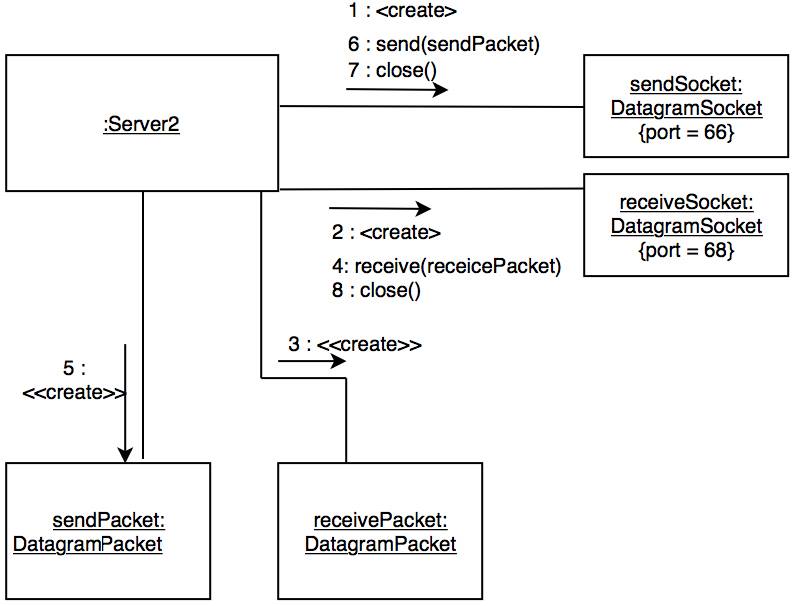 1 : <create>
6 : send(sendPacket)
7 : close()
:Server2
sendSocket:
DatagramSocket
{port = 66}
receiveSocket:
DatagramSocket
{port = 68}
2 : <create>
4: receive(receicePacket)
8 : close()
3 : <<create>>
5 :
<<create>>
sendPacket:
DatagramPacket
receivePacket:
DatagramPacket